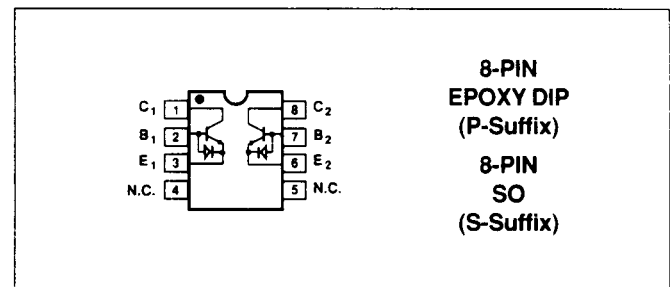 C1 1 8 C2
B1 2 7 B2
E1 3 6 E2
N.C. 4 5 N.C.
8-PIN
EPOXY DIP
(P-Suffix)
8-PIN
SO
(S-Suffix)